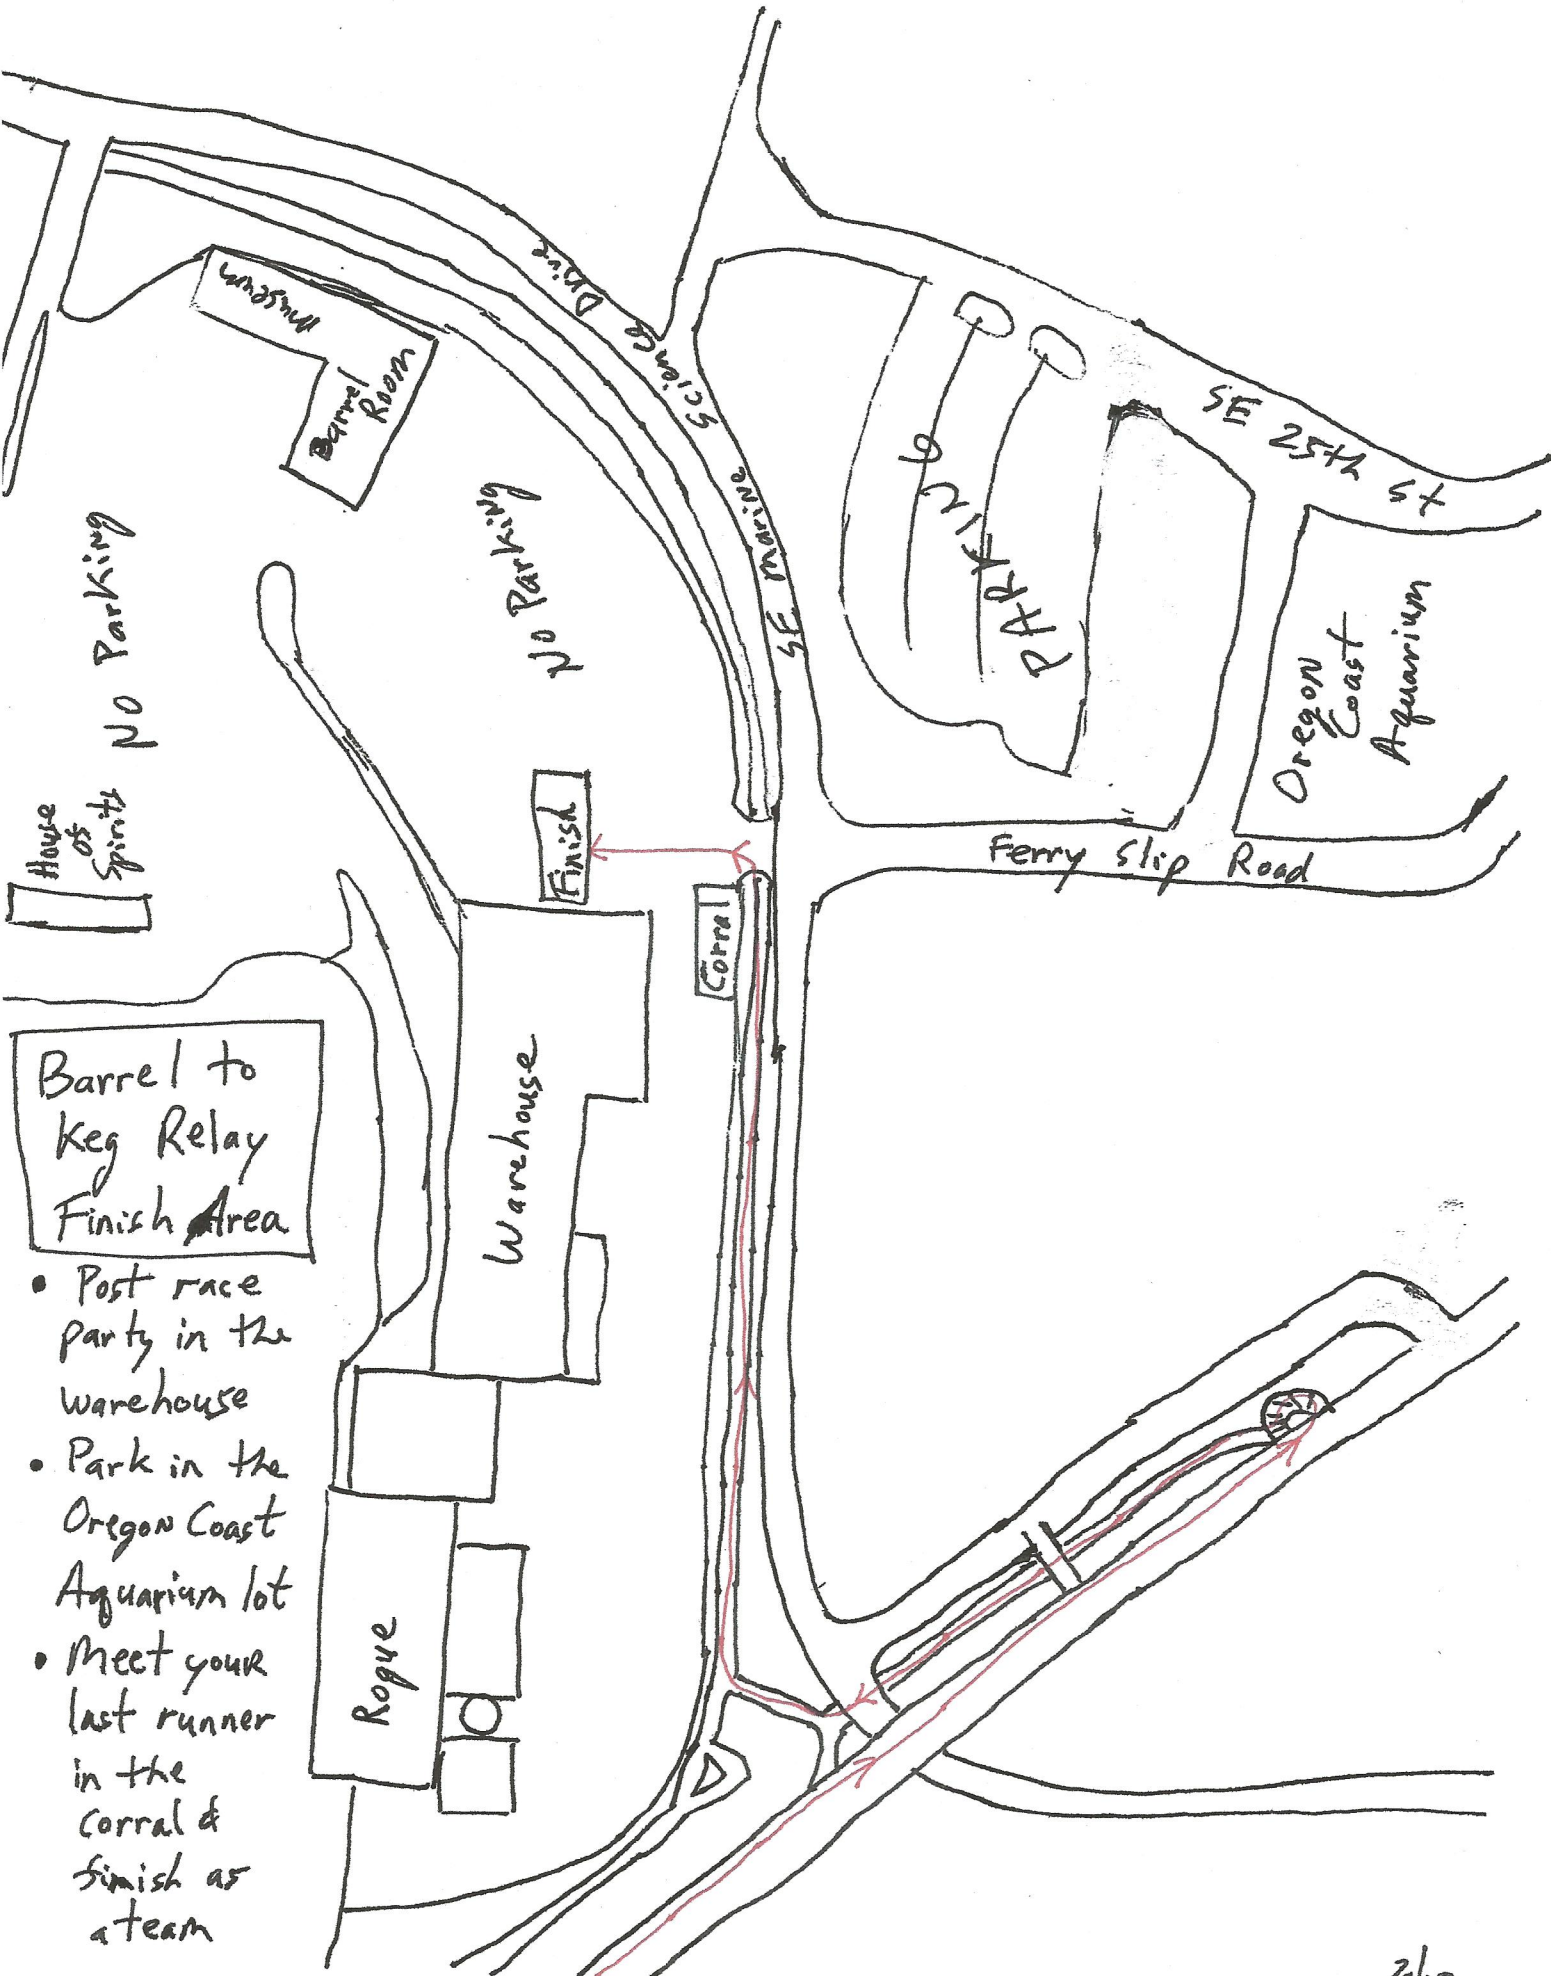 SE Marine Science Drive
Museum
Barrel
Room
No Parking
No Parking
PARKING
SE 25th St
Oregon
Coast
Aquarium
House
of
Spirits
Finish
Corral
Ferry Slip Road
Warehouse
Rogue
Barrel to
Keg Relay
Finish Area
• Post race
party in the
warehouse
• Park in the
Oregon Coast
Aquarium lot
• Meet your
last runner
in the
corral &
finish as
a team